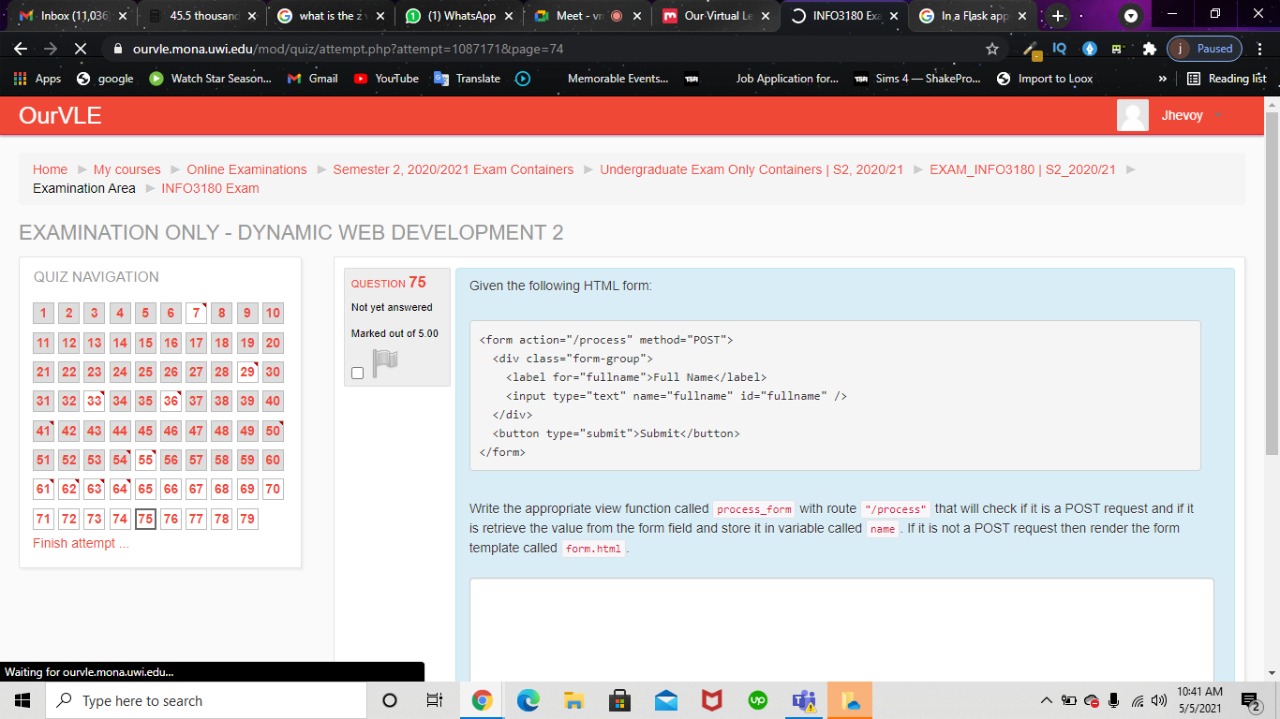 Inbox (11,036)
45.5 thousand
what is the z v
(1) WhatsApp
Meet - vn
Our Virtual Le
INFO3180 Exa
In a Flask app
ourvle.mona.uwi.edu/mod/quiz/attempt.php?attempt=1087171&page=74
IQ
j Paused
Apps
google
Watch Star Season...
Gmail
YouTube
Translate
Memorable Events...
TSR
Job Application for...
TSR
Sims 4 — ShakePro...
Import to Loox
»
Reading list
OurVLE
Jhevoy
Home
My courses
Online Examinations
Semester 2, 2020/2021 Exam Containers
Undergraduate Exam Only Containers | S2, 2020/21
EXAM_INFO3180 | S2_2020/21
Examination Area
INFO3180 Exam
EXAMINATION ONLY - DYNAMIC WEB DEVELOPMENT 2
QUIZ NAVIGATION
1 2 3 4 5 6 7 8 9 10
11 12 13 14 15 16 17 18 19 20
21 22 23 24 25 26 27 28 29 30
31 32 33 34 35 36 37 38 39 40
41 42 43 44 45 46 47 48 49 50
51 52 53 54 55 56 57 58 59 60
61 62 63 64 65 66 67 68 69 70
71 72 73 74 75 76 77 78 79
Finish attempt ...
QUESTION 75
Not yet answered
Marked out of 5.00
Given the following HTML form:
<form action="/process" method="POST">
<div class="form-group">
<label for="fullname">Full Name</label>
<input type="text" name="fullname" id="fullname" />
</div>
<button type="submit">Submit</button>
</form>
Write the appropriate view function called process_form with route "/process" that will check if it is a POST request and if it
is retrieve the value from the form field and store it in variable called name . If it is not a POST request then render the form
template called form.html .
Waiting for ourvle.mona.uwi.edu...
Type here to search
up
10:41 AM
5/5/2021
2